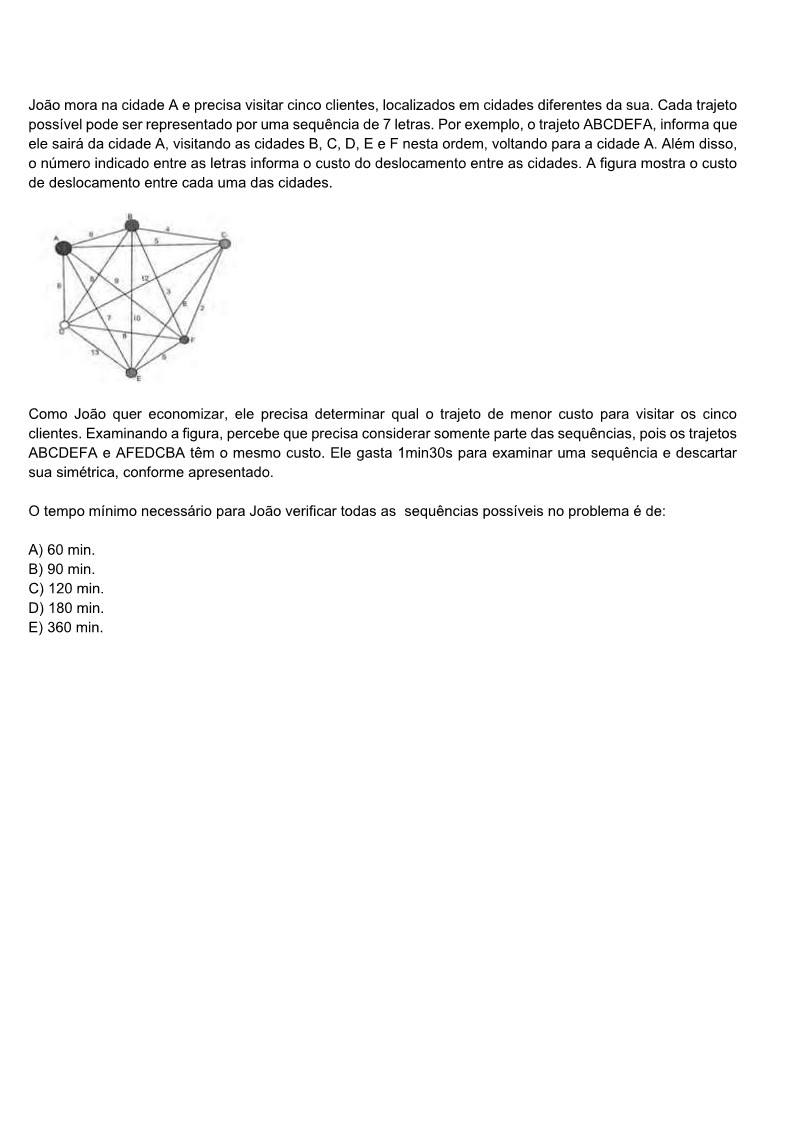 João mora na cidade A e precisa visitar cinco clientes, localizados em cidades diferentes da sua. Cada trajeto
possível pode ser representado por uma sequência de 7 letras. Por exemplo, o trajeto ABCDEFA, informa que
ele sairá da cidade A, visitando as cidades B, C, D, E e F nesta ordem, voltando para a cidade A. Além disso,
o número indicado entre as letras informa o custo do deslocamento entre as cidades. A figura mostra o custo
de deslocamento entre cada uma das cidades.
B
A
C
4
5
9
12
3
2
7
10
13
5
D
F
E
Como João quer economizar, ele precisa determinar qual o trajeto de menor custo para visitar os cinco
clientes. Examinando a figura, percebe que precisa considerar somente parte das sequências, pois os trajetos
ABCDEFA e AFEDCBA têm o mesmo custo. Ele gasta 1min30s para examinar uma sequência e descartar
sua simétrica, conforme apresentado.
O tempo mínimo necessário para João verificar todas as  sequências possíveis no problema é de:
A) 60 min.
B) 90 min.
C) 120 min.
D) 180 min.
E) 360 min.